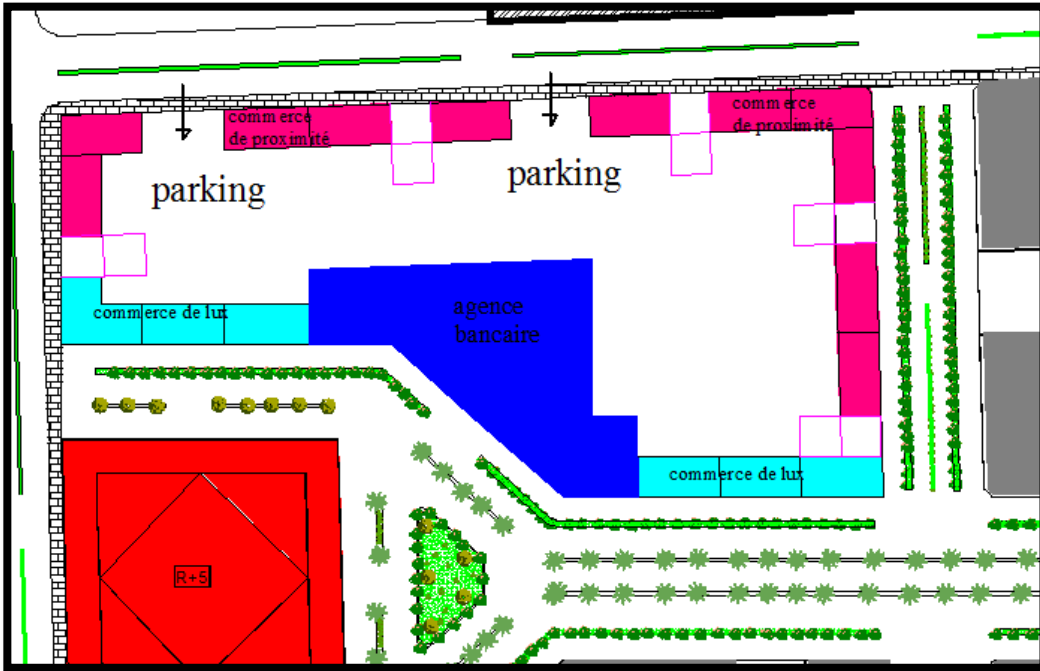 commerce
de proximité
commerce
de proximité
parking
parking
commerce de lux
agence
bancaire
commerce de lux
R+5